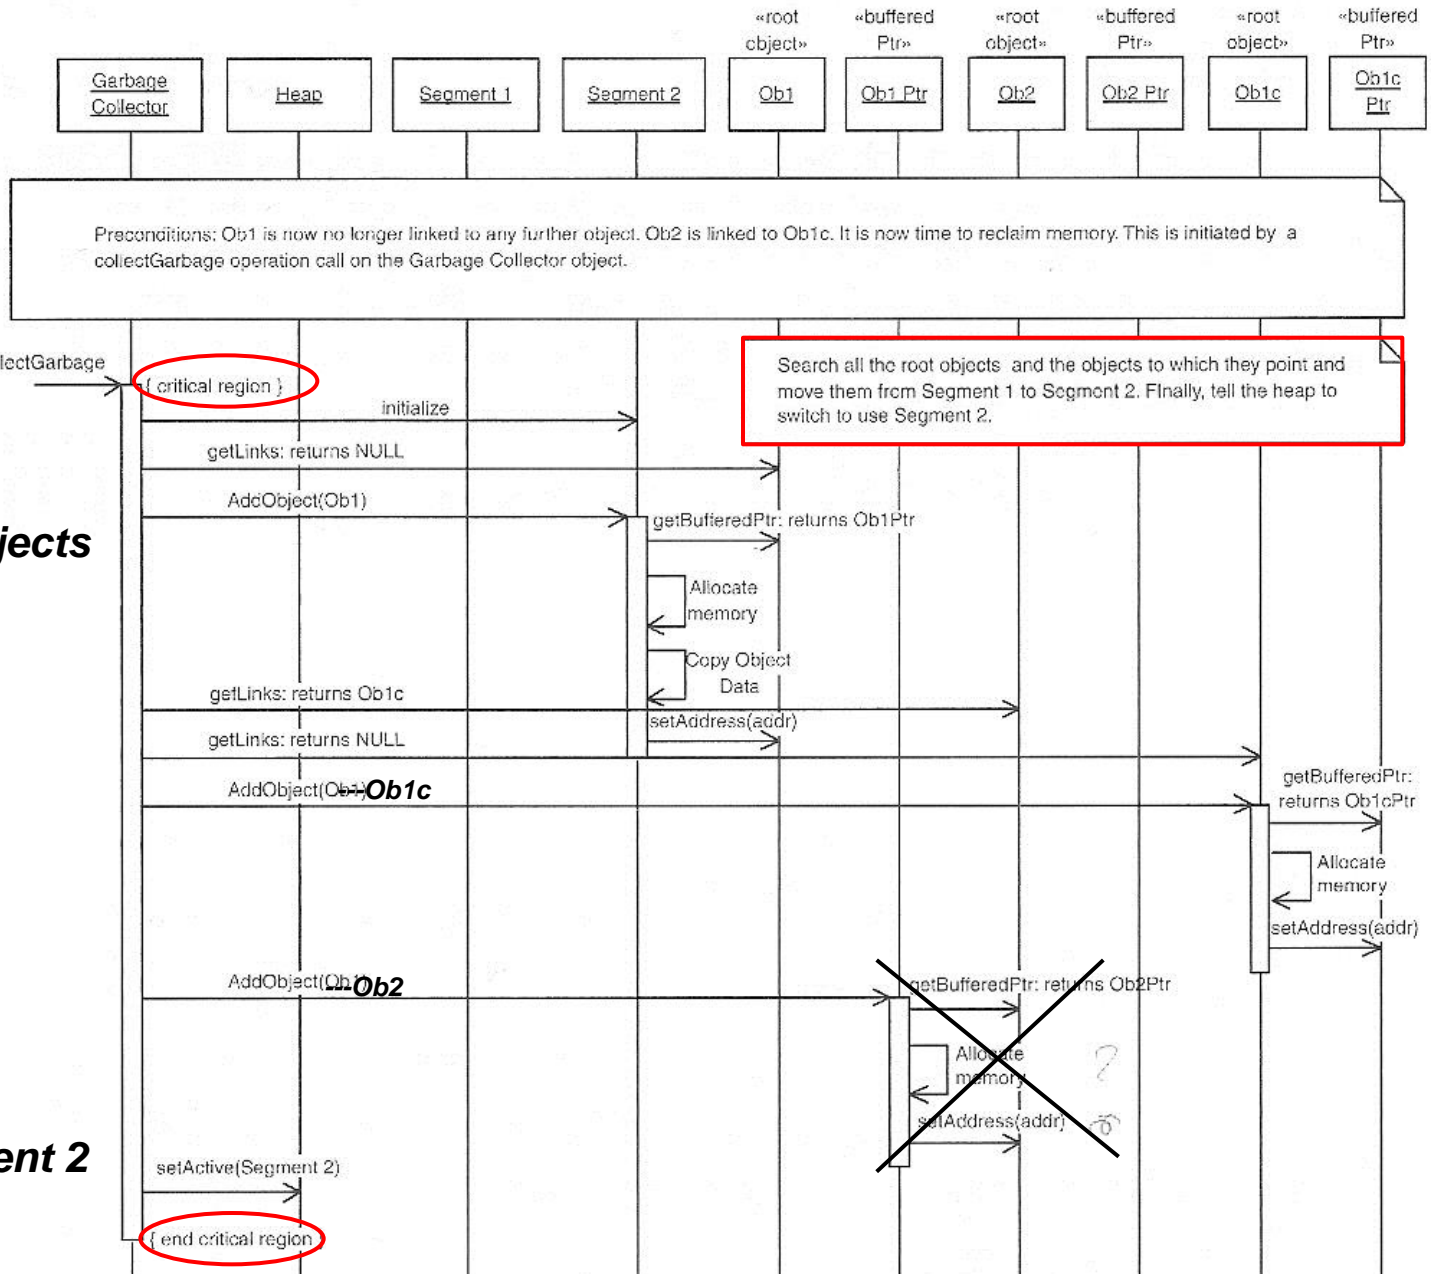 «root
object»
«buffered
Ptr»
«root
object»
«buffered
Ptr»
«root
object»
«buffered
Ptr»
Garbage
Collector
Heap
Segment 1
Segment 2
Ob1
Ob1 Ptr
Ob2
Ob2 Ptr
Ob1c
Ob1c
Ptr
Preconditions: Ob1 is now no longer linked to any further object. Ob2 is linked to Ob1c. It is now time to reclaim memory. This is initiated by a
collectGarbage operation call on the Garbage Collector object.
Search all the root objects and the objects to which they point and
move them from Segment 1 to Segment 2. FInally, tell the heap to
switch to use Segment 2.
lectGarbage
{ critical region }
initialize
getLinks: returns NULL
AddObject(Ob1)
getBufferedPtr: returns Ob1Ptr
jects
Allocate
memory
Copy Object
Data
getLinks: returns Ob1c
setAddress(addr)
getLinks: returns NULL
AddObject(Ob1)
---Ob1c
getBufferedPtr:
returns Ob1cPtr
Allocate
memory
setAddress(addr)
AddObject(Ob1)
---Ob2
getBufferedPtr: returns Ob2Ptr
Allocate
memory
?
setAddress(addr)
ent 2
setActive(Segment 2)
{ end critical region }